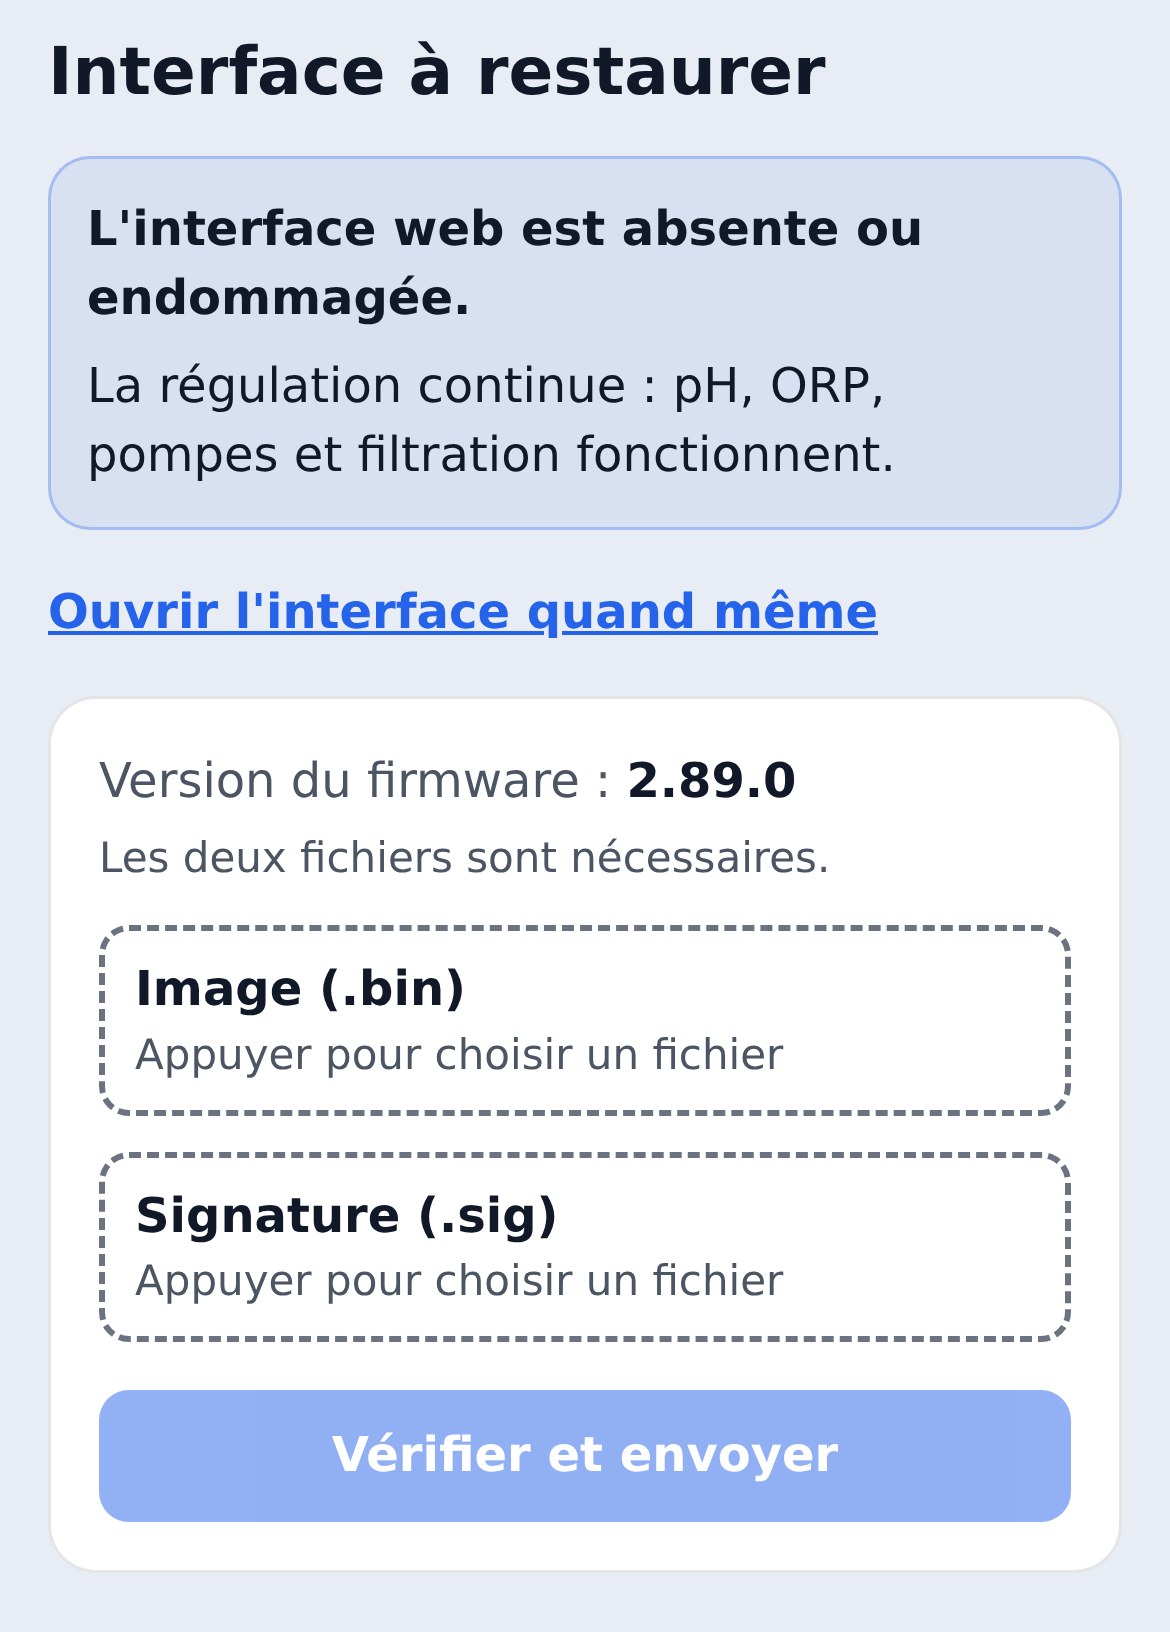 Interface à restaurer
L'interface web est absente ou
endommagée.
La régulation continue : pH, ORP,
pompes et filtration fonctionnent.
Ouvrir l'interface quand même
Version du firmware : 2.89.0
Les deux fichiers sont nécessaires.
Image (.bin)
Appuyer pour choisir un fichier
Signature (.sig)
Appuyer pour choisir un fichier
Vérifier et envoyer